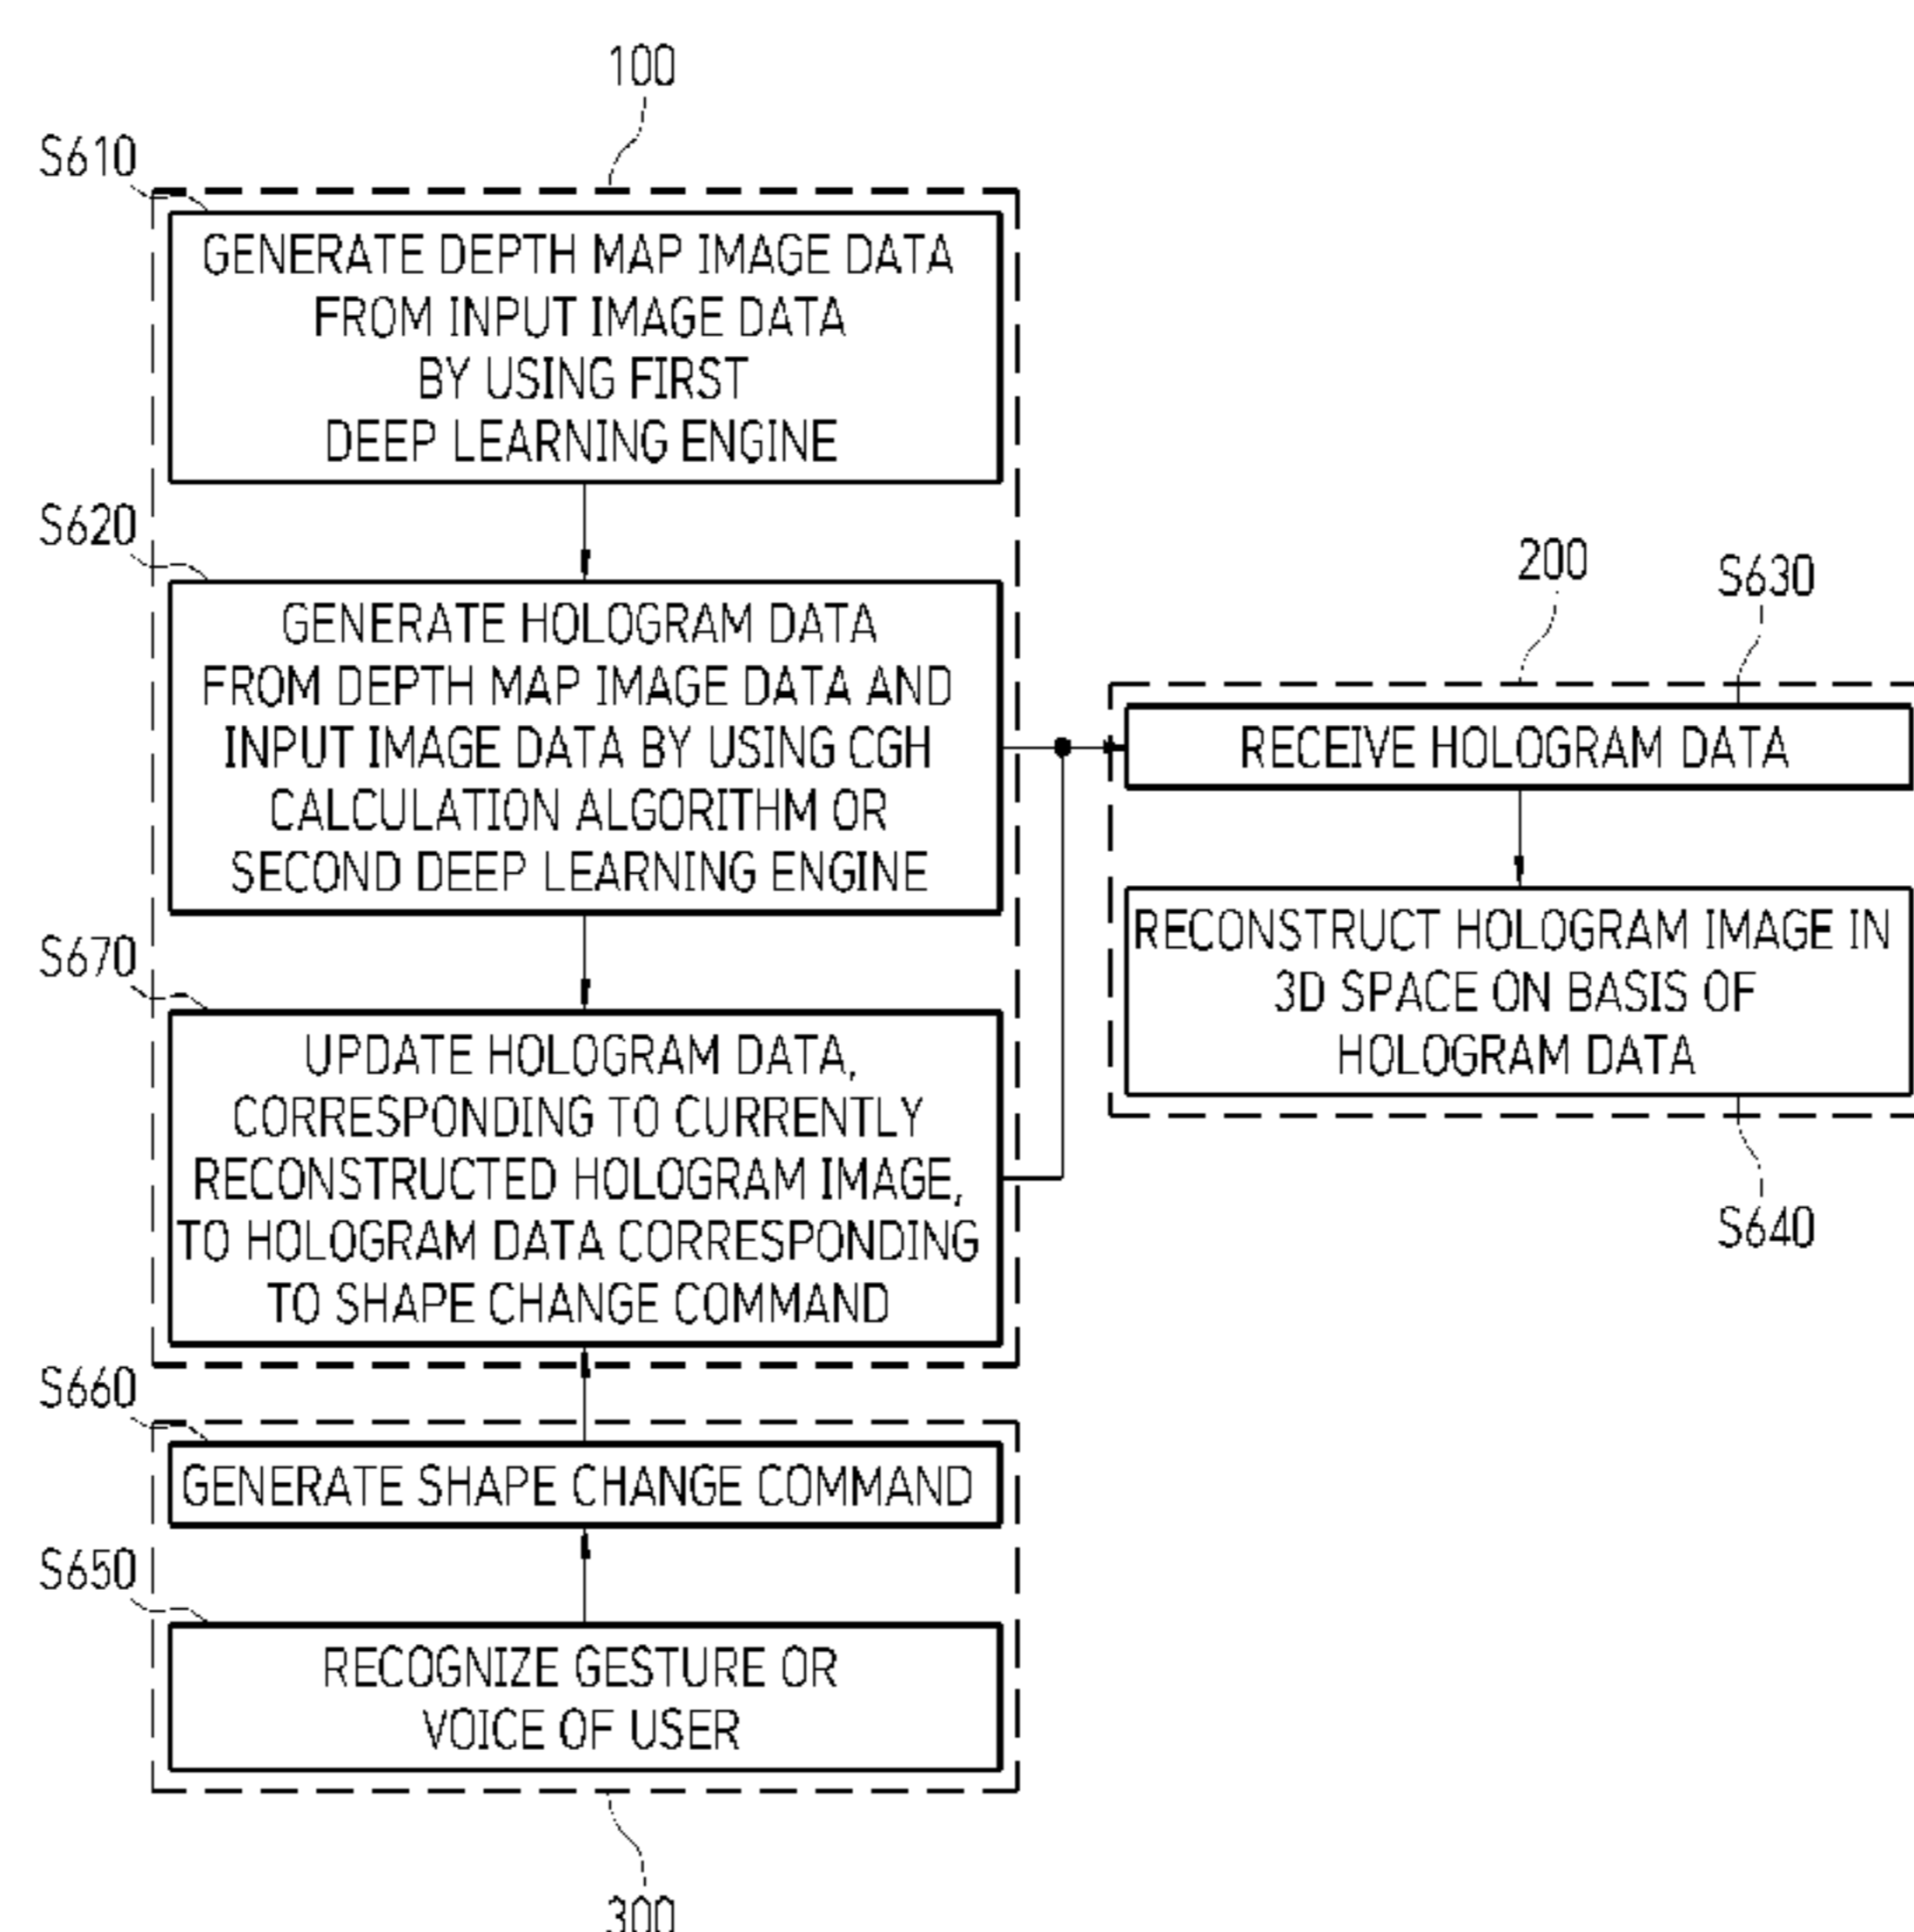 100
S610
GENERATE DEPTH MAP IMAGE DATA
FROM INPUT IMAGE DATA
BY USING FIRST
DEEP LEARNING ENGINE
S620
GENERATE HOLOGRAM DATA
FROM DEPTH MAP IMAGE DATA AND
INPUT IMAGE DATA BY USING CGH
CALCULATION ALGORITHM OR
SECOND DEEP LEARNING ENGINE
S670
UPDATE HOLOGRAM DATA,
CORRESPONDING TO CURRENTLY
RECONSTRUCTED HOLOGRAM IMAGE,
TO HOLOGRAM DATA CORRESPONDING
TO SHAPE CHANGE COMMAND
S660
GENERATE SHAPE CHANGE COMMAND
S650
RECOGNIZE GESTURE OR
VOICE OF USER
300
200
S630
RECEIVE HOLOGRAM DATA
RECONSTRUCT HOLOGRAM IMAGE IN
3D SPACE ON BASIS OF
HOLOGRAM DATA
S640